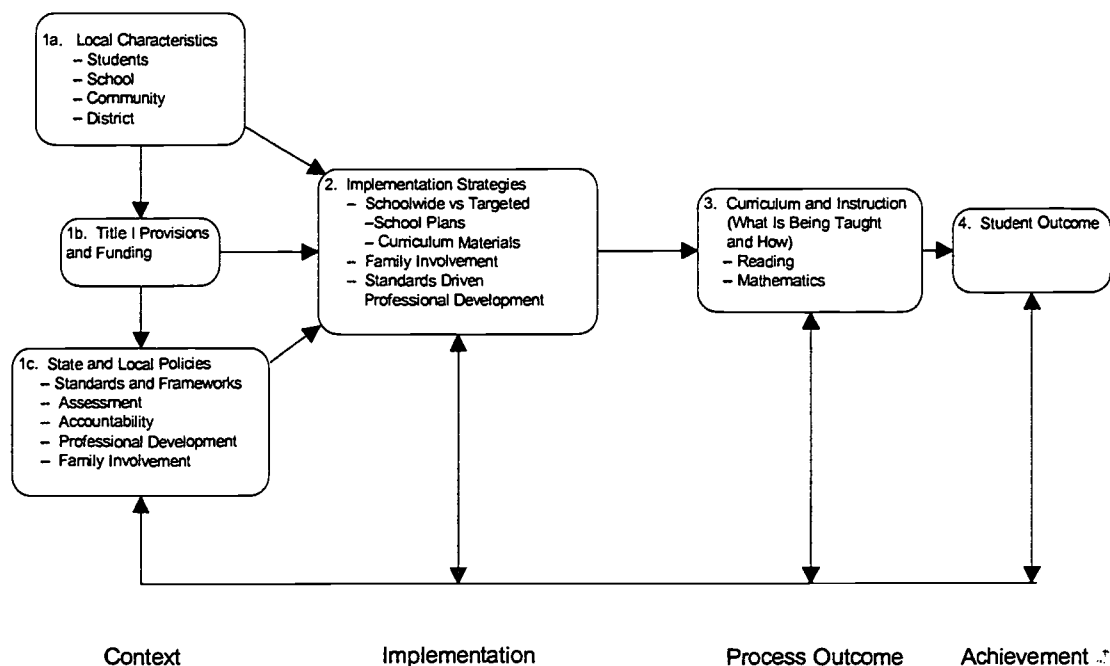 1a. Local Characteristics
– Students
– School
– Community
– District
1b. Title I Provisions
and Funding
1c. State and Local Policies
– Standards and Frameworks
– Assessment
– Accountability
– Professional Development
– Family Involvement
2. Implementation Strategies
– Schoolwide vs Targeted
–School Plans
– Curriculum Materials
– Family Involvement
– Standards Driven
Professional Development
3. Curriculum and Instruction
(What Is Being Taught
and How)
– Reading
– Mathematics
4. Student Outcome
Context
Implementation
Process Outcome
Achievement